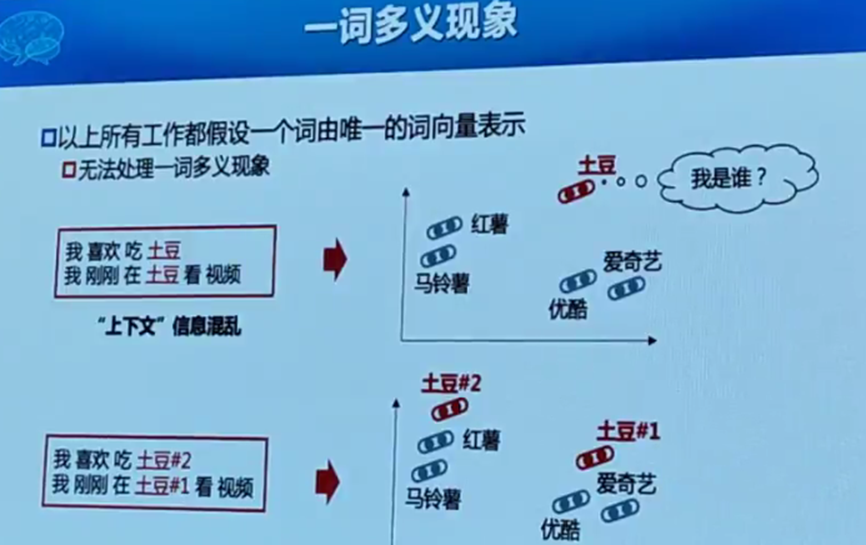 一词多义现象
以上所有工作都假设一个词由唯一的词向量表示
无法处理一词多义现象
我 喜欢 吃 土豆
我 刚刚 在 土豆 看 视频
“上下文”信息混乱
土豆
我是谁？
红薯
马铃薯
爱奇艺
优酷
我 喜欢 吃 土豆#2
我 刚刚 在 土豆#1 看 视频
土豆#2
红薯
马铃薯
土豆#1
爱奇艺
优酷